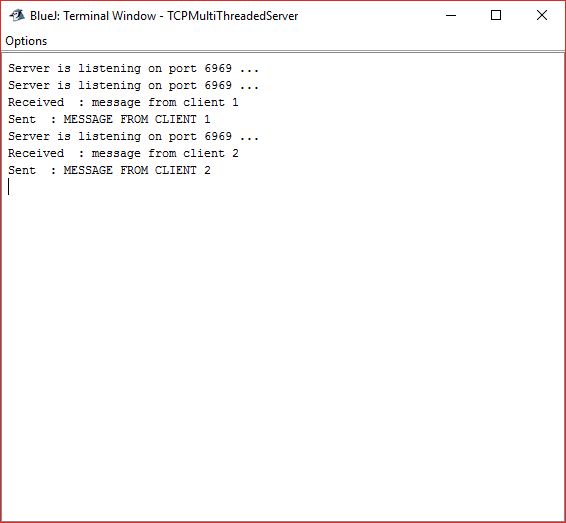 BlueJ: Terminal Window - TCPMultiThreadedServer
Options
Server is listening on port 6969 ...
Server is listening on port 6969 ...
Received  : message from client 1
Sent  : MESSAGE FROM CLIENT 1
Server is listening on port 6969 ...
Received  : message from client 2
Sent  : MESSAGE FROM CLIENT 2